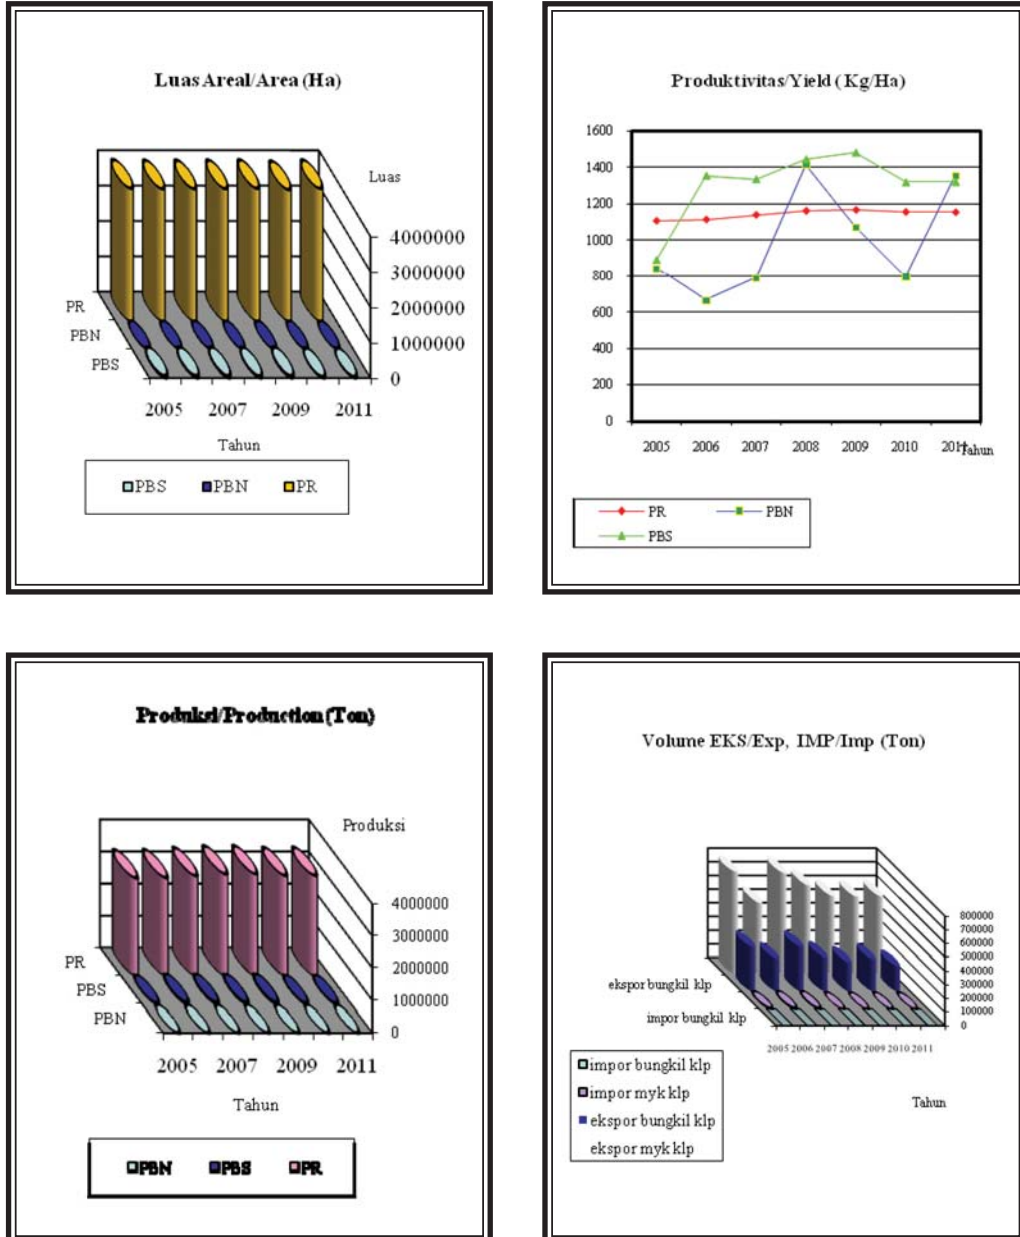 Luas Areal/Area (Ha)
Luas
4000000
3000000
2000000
1000000
0
PR
PBN
PBS
2005 2007 2009 2011
Tahun
PBS PBN PR
Produktivitas/Yield ( Kg/Ha)
1600
1400
1200
1000
800
600
400
200
0
2005 2006 2007 2008 2009 2010 2011
Tahun
PR PBN
PBS
Produksi/Production (Ton)
Produksi
4000000
3000000
2000000
1000000
0
PR
PBS
PBN
2005 2007 2009 2011
Tahun
PBN PBS PR
Volume EKS/Exp, IMP/Imp (Ton)
800000
700000
600000
500000
400000
300000
200000
100000
0
ekspor bungkil klp
impor bungkil klp
2005 2006 2007 2008 2009 2010 2011
Tahun
impor bungkil klp
impor myk klp
ekspor bungkil klp
ekspor myk klp